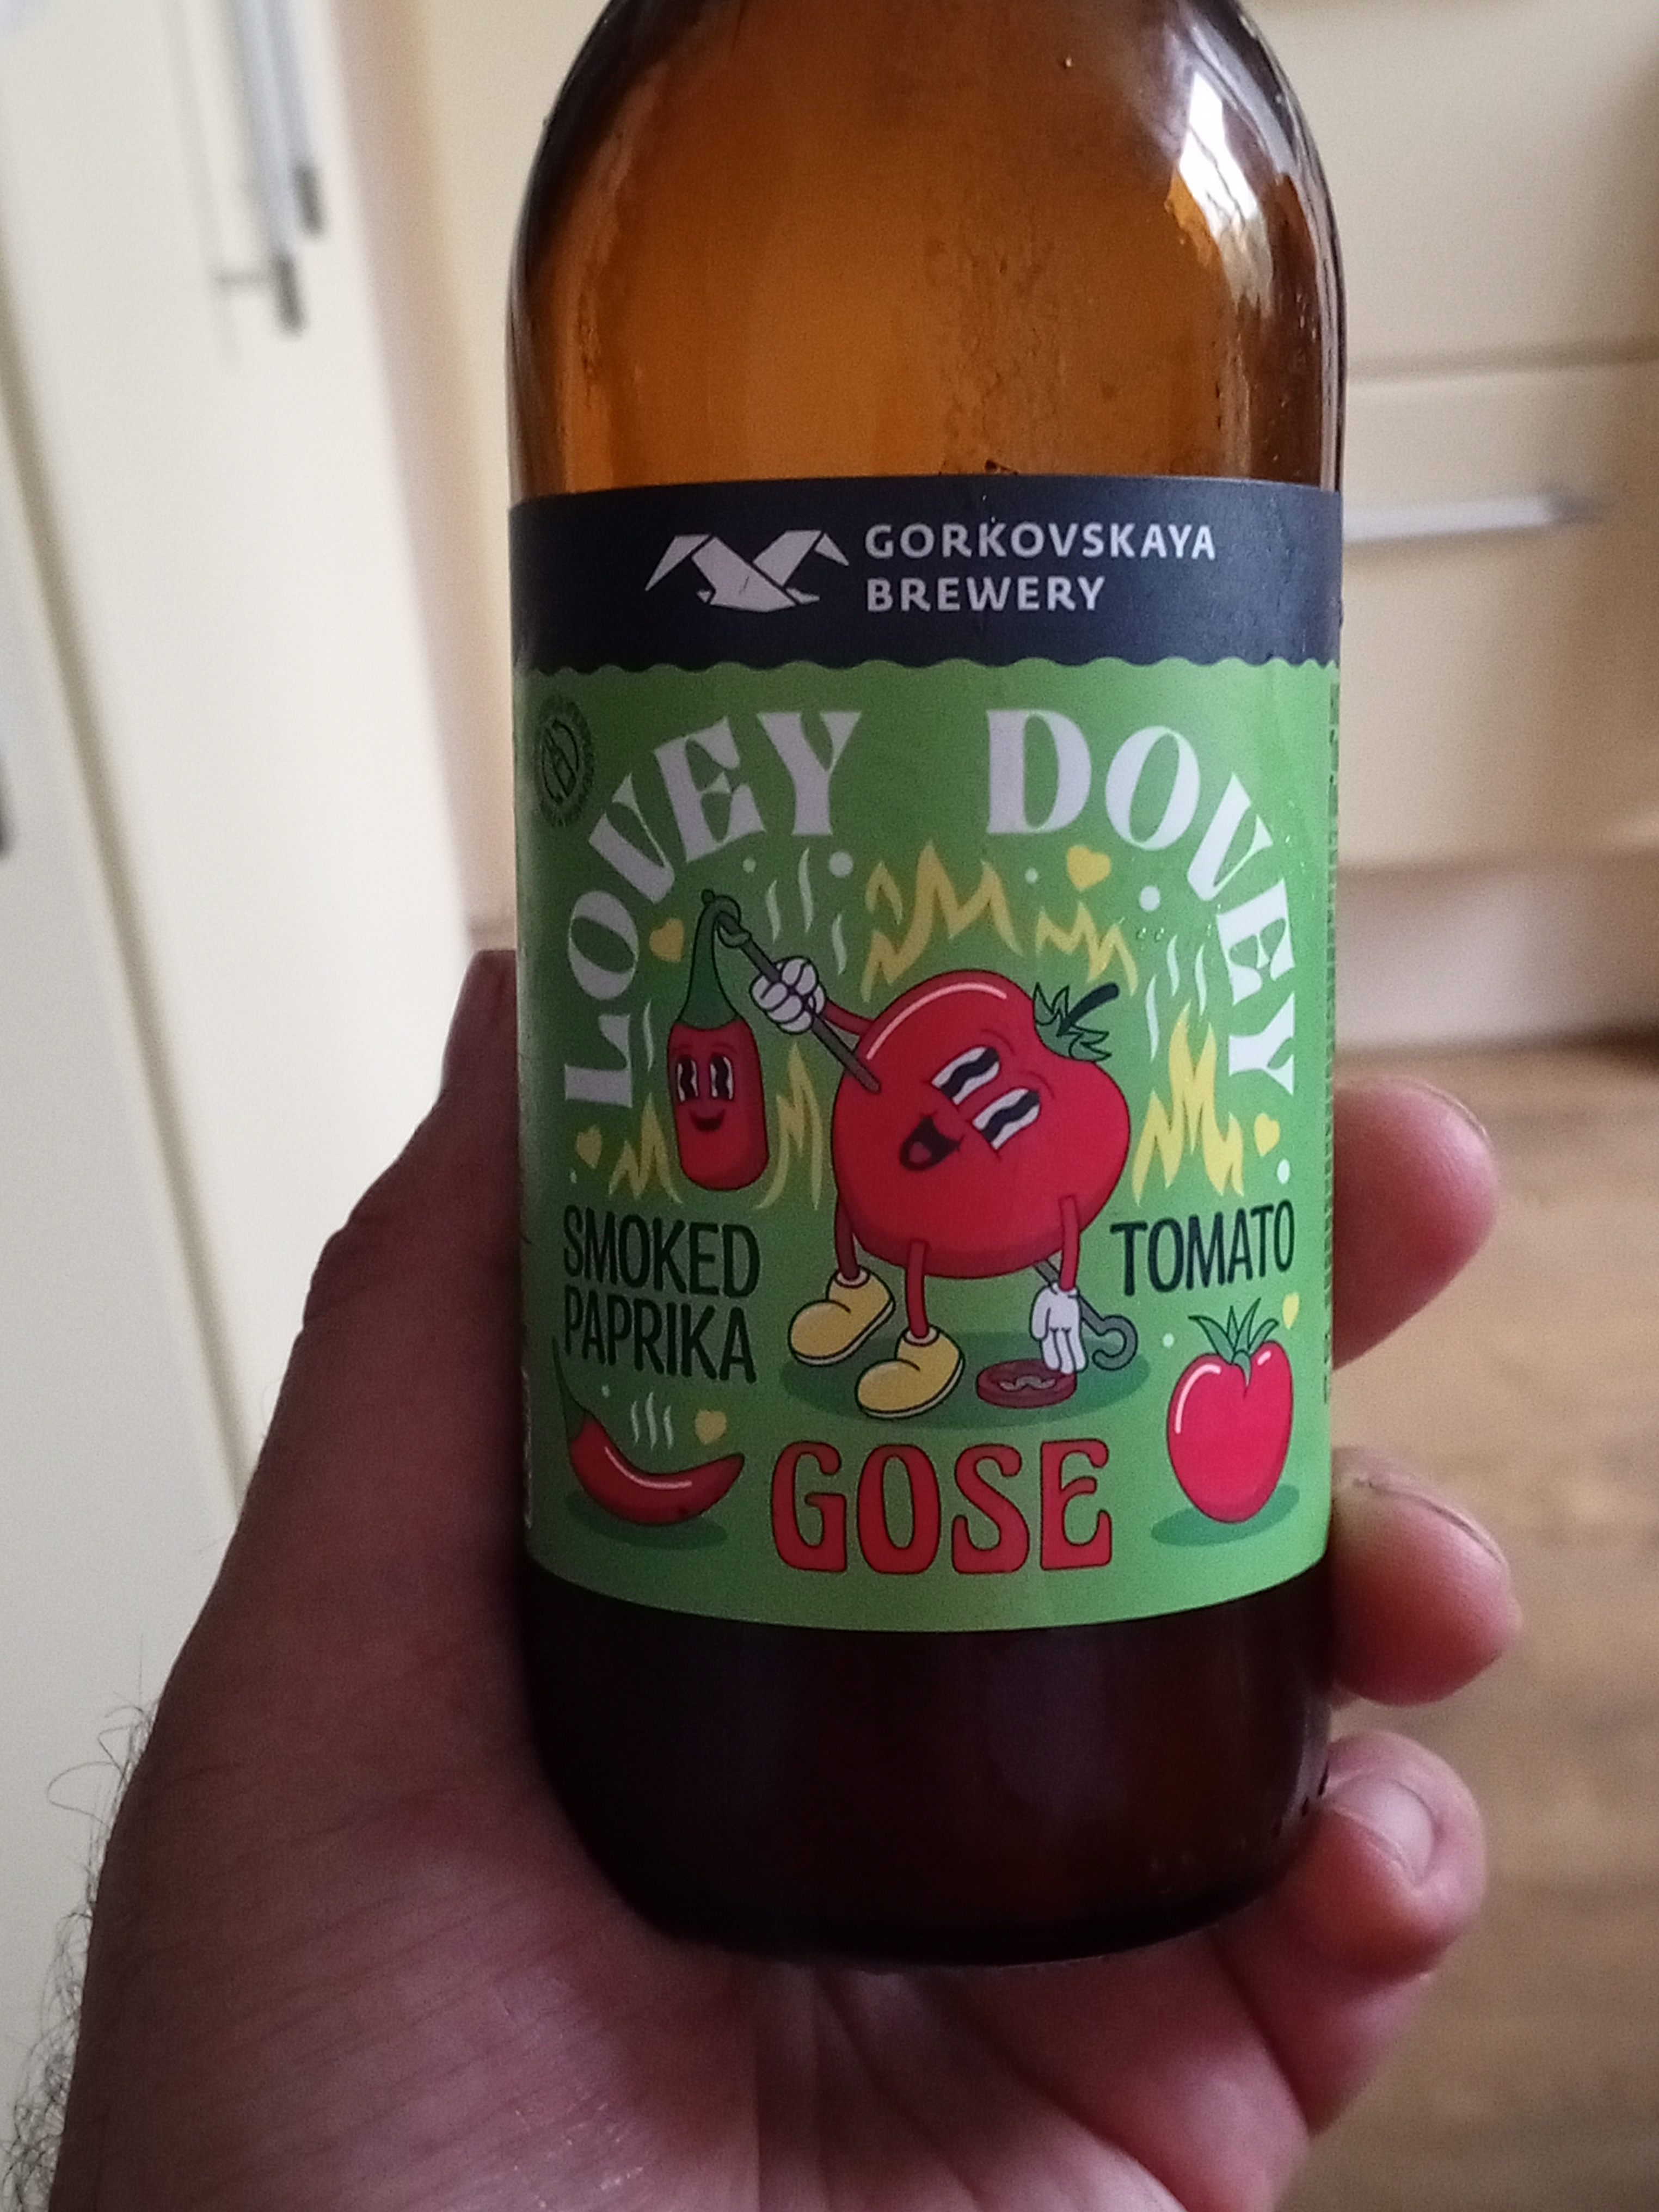 GORKOVSKAYA
BREWERY
LOVEY DOVEY
SMOKED
PAPRIKA
TOMATO
GOSE